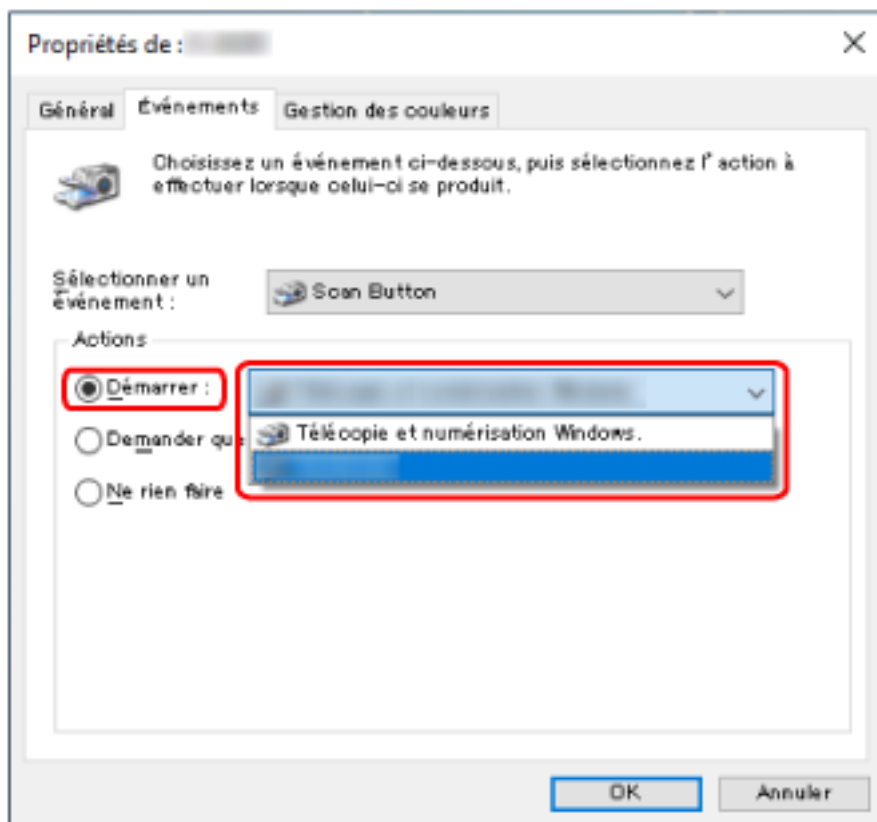 Propriétés de :
Général
Événements
Gestion des couleurs
Choisissez un événement ci-dessous, puis sélectionnez l'action à
effectuer lorsque celui-ci se produit.
Sélectionner un
événement :
Scan Button
Actions
Démarrer :
Télécopie et numérisation Windows.
Demander que
Ne rien faire
OK
Annuler